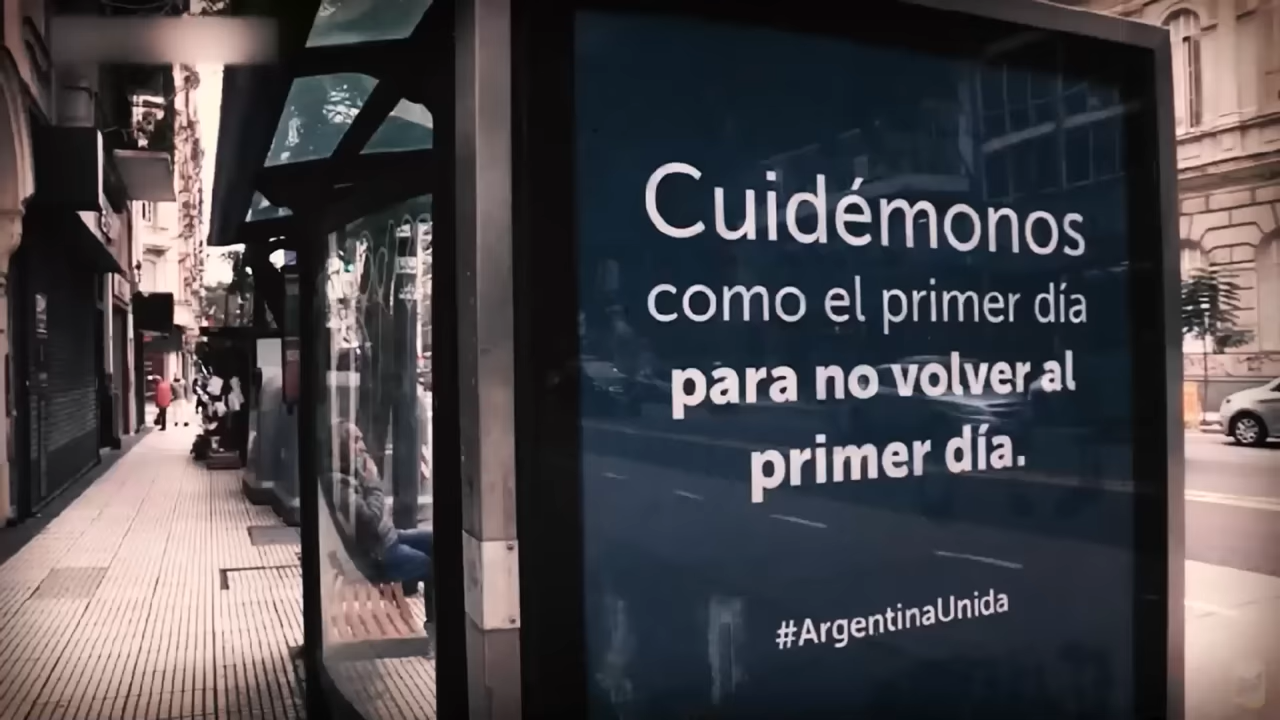 Cuidémonos
como el primer día
para no volver al
primer día.
#ArgentinaUnida